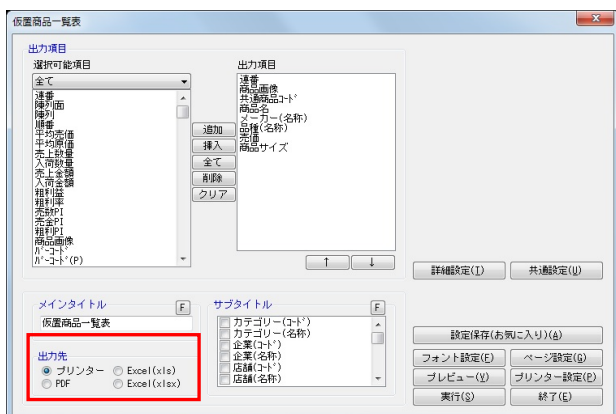 仮置商品一覧表
出力項目
選択可能項目
全て
連番
陳列面
陳列
順番
平均売価
平均原価
売上数量
入荷数量
売上金額
入荷金額
粗利益
粗利率
売数PI
売金PI
粗利PI
商品画像
ﾊﾞｰｺｰﾄﾞ
ﾊﾞｰｺｰﾄﾞ(P)
追加
挿入
全て
削除
クリア
出力項目
連番
商品画像
共通商品ｺｰﾄﾞ
商品名
メーカー(名称)
品種(名称)
売価
商品サイズ
↑
↓
詳細設定(I)
共通設定(U)
メインタイトル
F
仮置商品一覧表
サブタイトル
F
カテゴリー(ｺｰﾄﾞ)
カテゴリー(名称)
企業(ｺｰﾄﾞ)
企業(名称)
店舗(ｺｰﾄﾞ)
店舗(名称)
出力先
プリンター
Excel(xls)
PDF
Excel(xlsx)
設定保存(お気に入り)(A)
フォント設定(F)
ページ設定(G)
プレビュー(V)
プリンター設定(P)
実行(S)
終了(E)